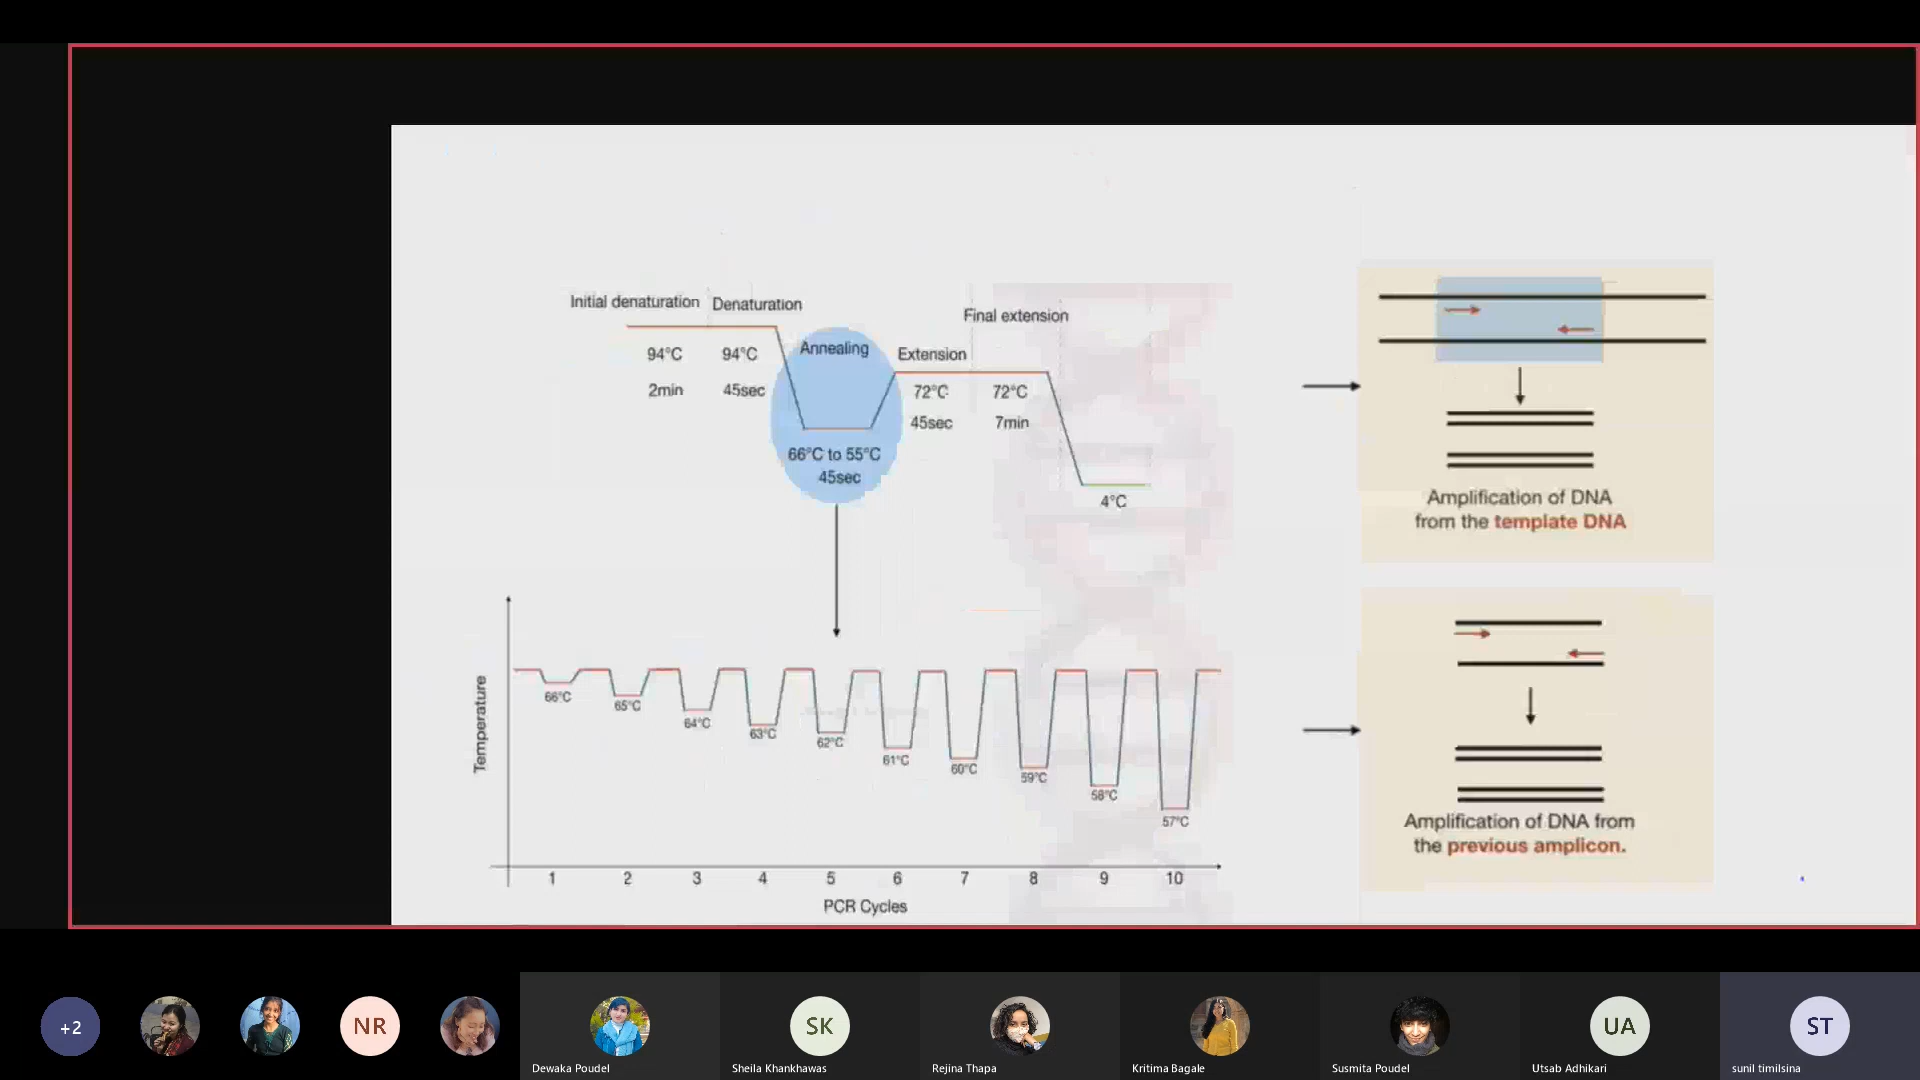 Initial denaturation
Denaturation
Final extension
Annealing
Extension
94°C
94°C
72°C
72°C
2min
45sec
45sec
7min
66°C to 55°C
45sec
4°C
Amplification of DNA
from the template DNA
Temperature
66°C
65°C
64°C
63°C
62°C
61°C
60°C
59°C
58°C
57°C
1 2 3 4 5 6 7 8 9 10
PCR Cycles
Amplification of DNA from
the previous amplicon.
+2
NR
SK
UA
ST
Dewaka Poudel
Sheila Khankhawas
Rejina Thapa
Kritima Bagale
Susmita Poudel
Utsab Adhikari
sunil timilsina